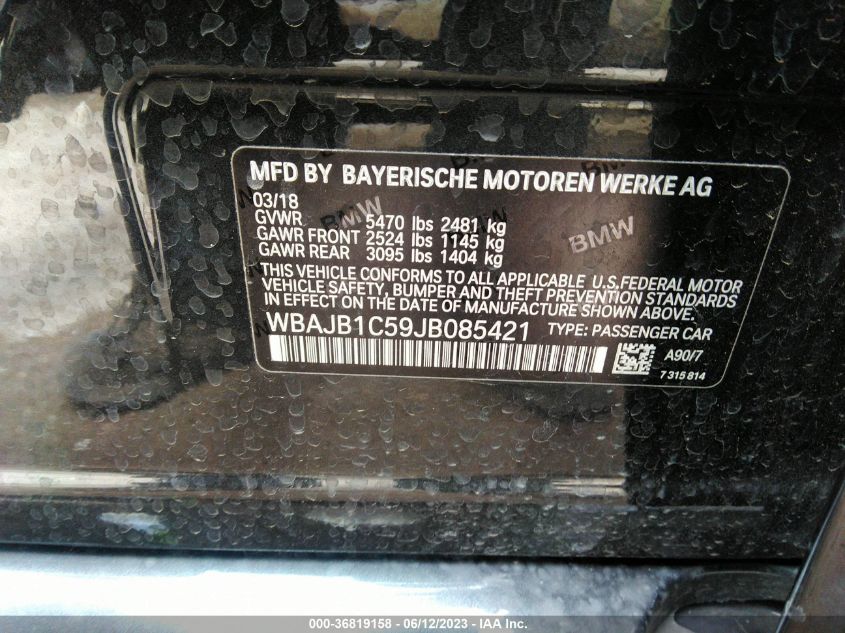 MFD BY BAYERISCHE MOTOREN WERKE AG
03/18
GVWR 5470 lbs 2481 kg
GAWR FRONT 2524 lbs 1145 kg
GAWR REAR 3095 lbs 1404 kg
THIS VEHICLE CONFORMS TO ALL APPLICABLE U.S.FEDERAL MOTOR
VEHICLE SAFETY, BUMPER AND THEFT PREVENTION STANDARDS
IN EFFECT ON THE DATE OF MANUFACTURE SHOWN ABOVE.
WBAJB1C59JB085421 TYPE: PASSENGER CAR
A90/7
7 315 814
BMW
BMW
000-36819158 - 06/12/2023 - © IAA Inc.